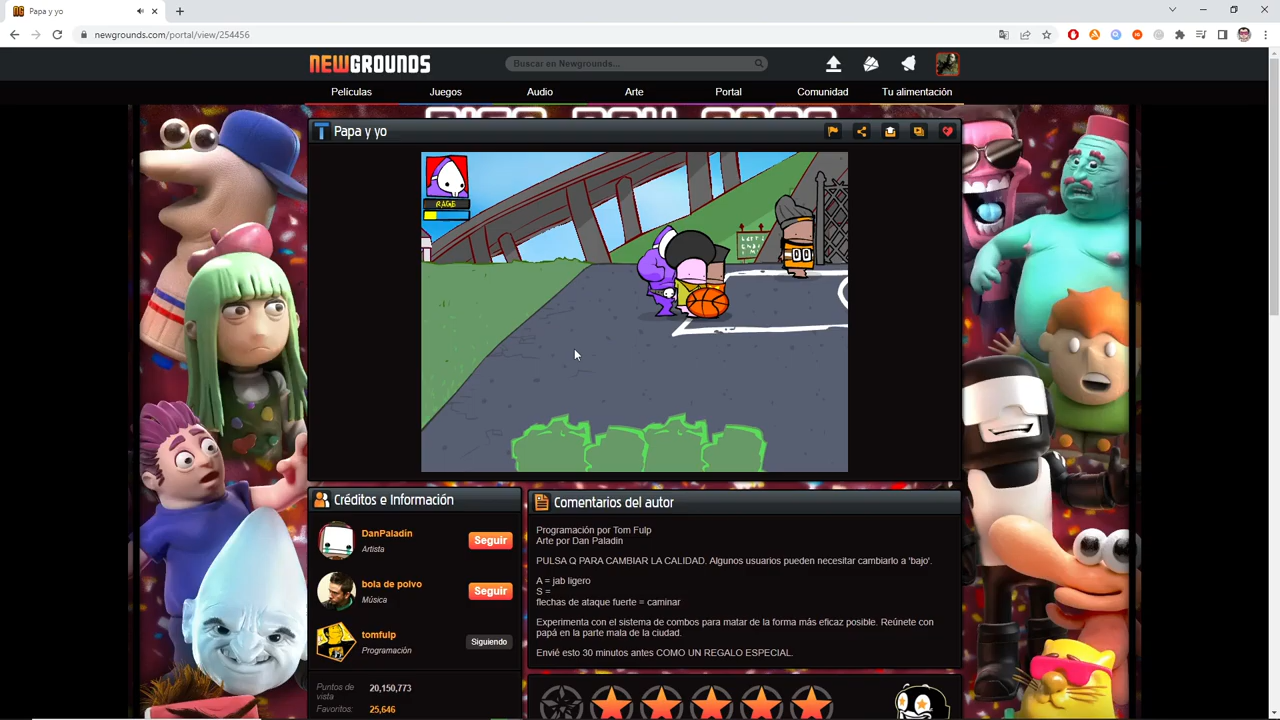 Papa y yo
newgrounds.com/portal/view/254456
NEWGROUNDS
Buscar en Newgrounds...
Películas
Juegos
Audio
Arte
Portal
Comunidad
Tu alimentación
Papa y yo
RAGE
Créditos e Información
DanPaladín
Artista
Seguir
bola de polvo
Música
Seguir
tomfulp
Programación
Siguiendo
Puntos de
vista
20,150,773
Favoritos:
25,646
Comentarios del autor
Programación por Tom Fulp
Arte por Dan Paladin
PULSA Q PARA CAMBIAR LA CALIDAD. Algunos usuarios pueden necesitar cambiarlo a 'bajo'.
A = jab ligero
S =
flechas de ataque fuerte = caminar
Experimenta con el sistema de combos para matar de la forma más eficaz posible. Reúnete con
papá en la parte mala de la ciudad.
Envié esto 30 minutos antes COMO UN REGALO ESPECIAL.